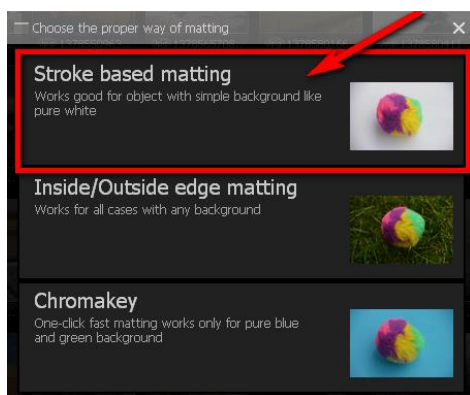 Choose the proper way of matting
Stroke based matting
Works good for object with simple background like
pure white
Inside/Outside edge matting
Works for all cases with any background
Chromakey
One-click fast matting works only for pure blue
and green background